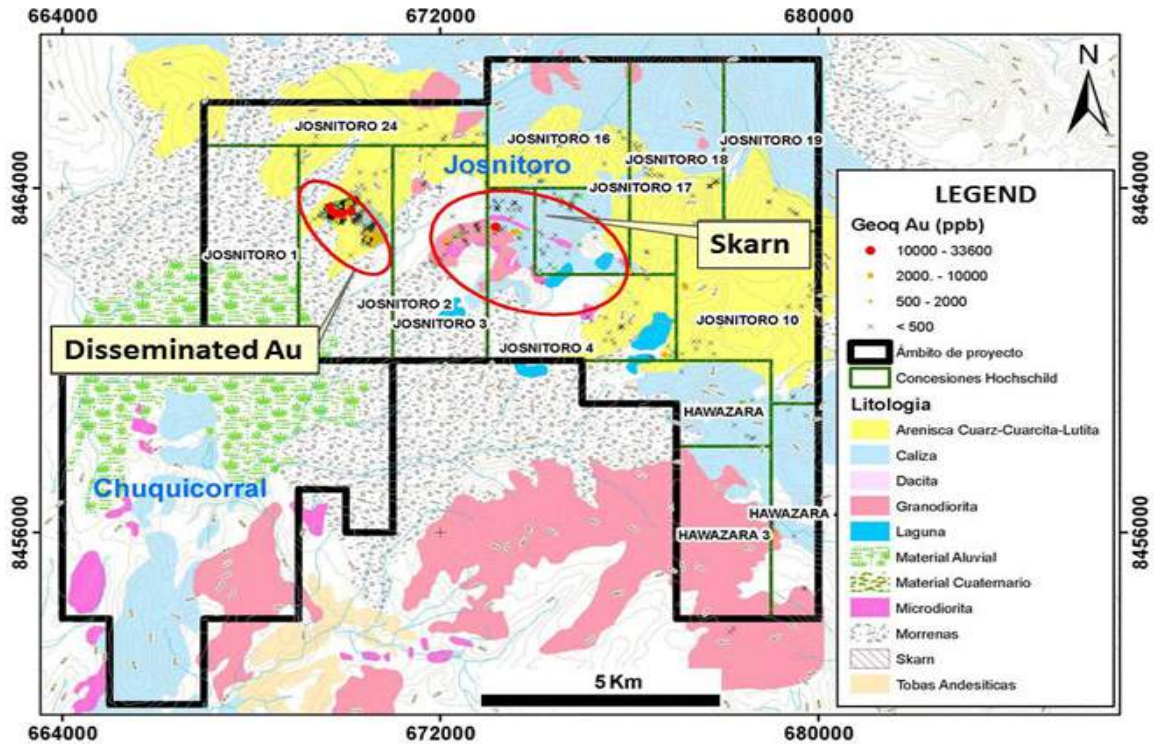 664000
672000
680000
N
JOSNITORO 24
JOSNITORO 16
JOSNITORO 19
Josnitoro
JOSNITORO 18
JOSNITORO 17
8464000
8464000
LEGEND
Geoq Au (ppb)
10000 - 33600
2000. - 10000
500 - 2000
< 500
Ámbito de proyecto
Concesiones Hochschild
Litologia
Arenisca Cuarz-Cuarcita-Lutita
Caliza
Dacita
Granodiorita
Laguna
Material Aluvial
Material Cuaternario
Microdiorita
Morrenas
Skarn
Tobas Andesíticas
Skarn
JOSNITORO 1
JOSNITORO 2
JOSNITORO 3
JOSNITORO 10
Disseminated Au
JOSNITORO 4
HAWAZARA
Chuquicorral
HAWAZARA
HAWAZARA 3
8456000
8456000
5 Km
664000
672000
680000